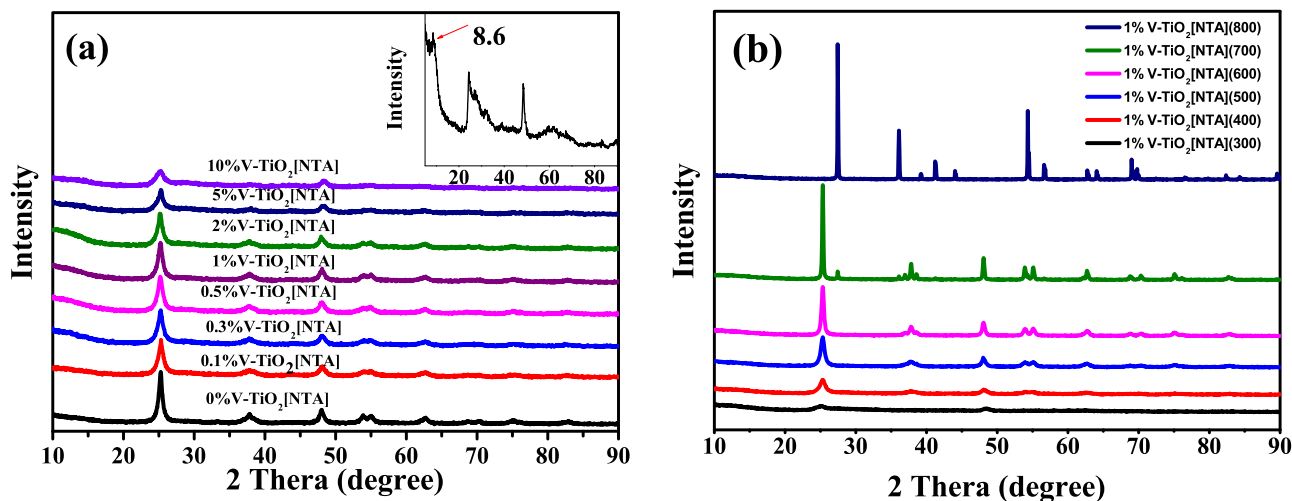 (a)
8.6
Intensity
20 40 60 80
10%V-TiO₂[NTA]
5%V-TiO₂[NTA]
2%V-TiO₂[NTA]
1%V-TiO₂[NTA]
0.5%V-TiO₂[NTA]
0.3%V-TiO₂[NTA]
0.1%V-TiO2[NTA]
0%V-TiO₂[NTA]
Intensity
10 20 30 40 50 60 70 80 90
2 Thera (degree)
(b)
1% V-TiO₂[NTA](800)
1% V-TiO₂[NTA](700)
1% V-TiO₂[NTA](600)
1% V-TiO₂[NTA](500)
1% V-TiO₂[NTA](400)
1% V-TiO₂[NTA](300)
Intensity
10 20 30 40 50 60 70 80 90
2 Thera (degree)